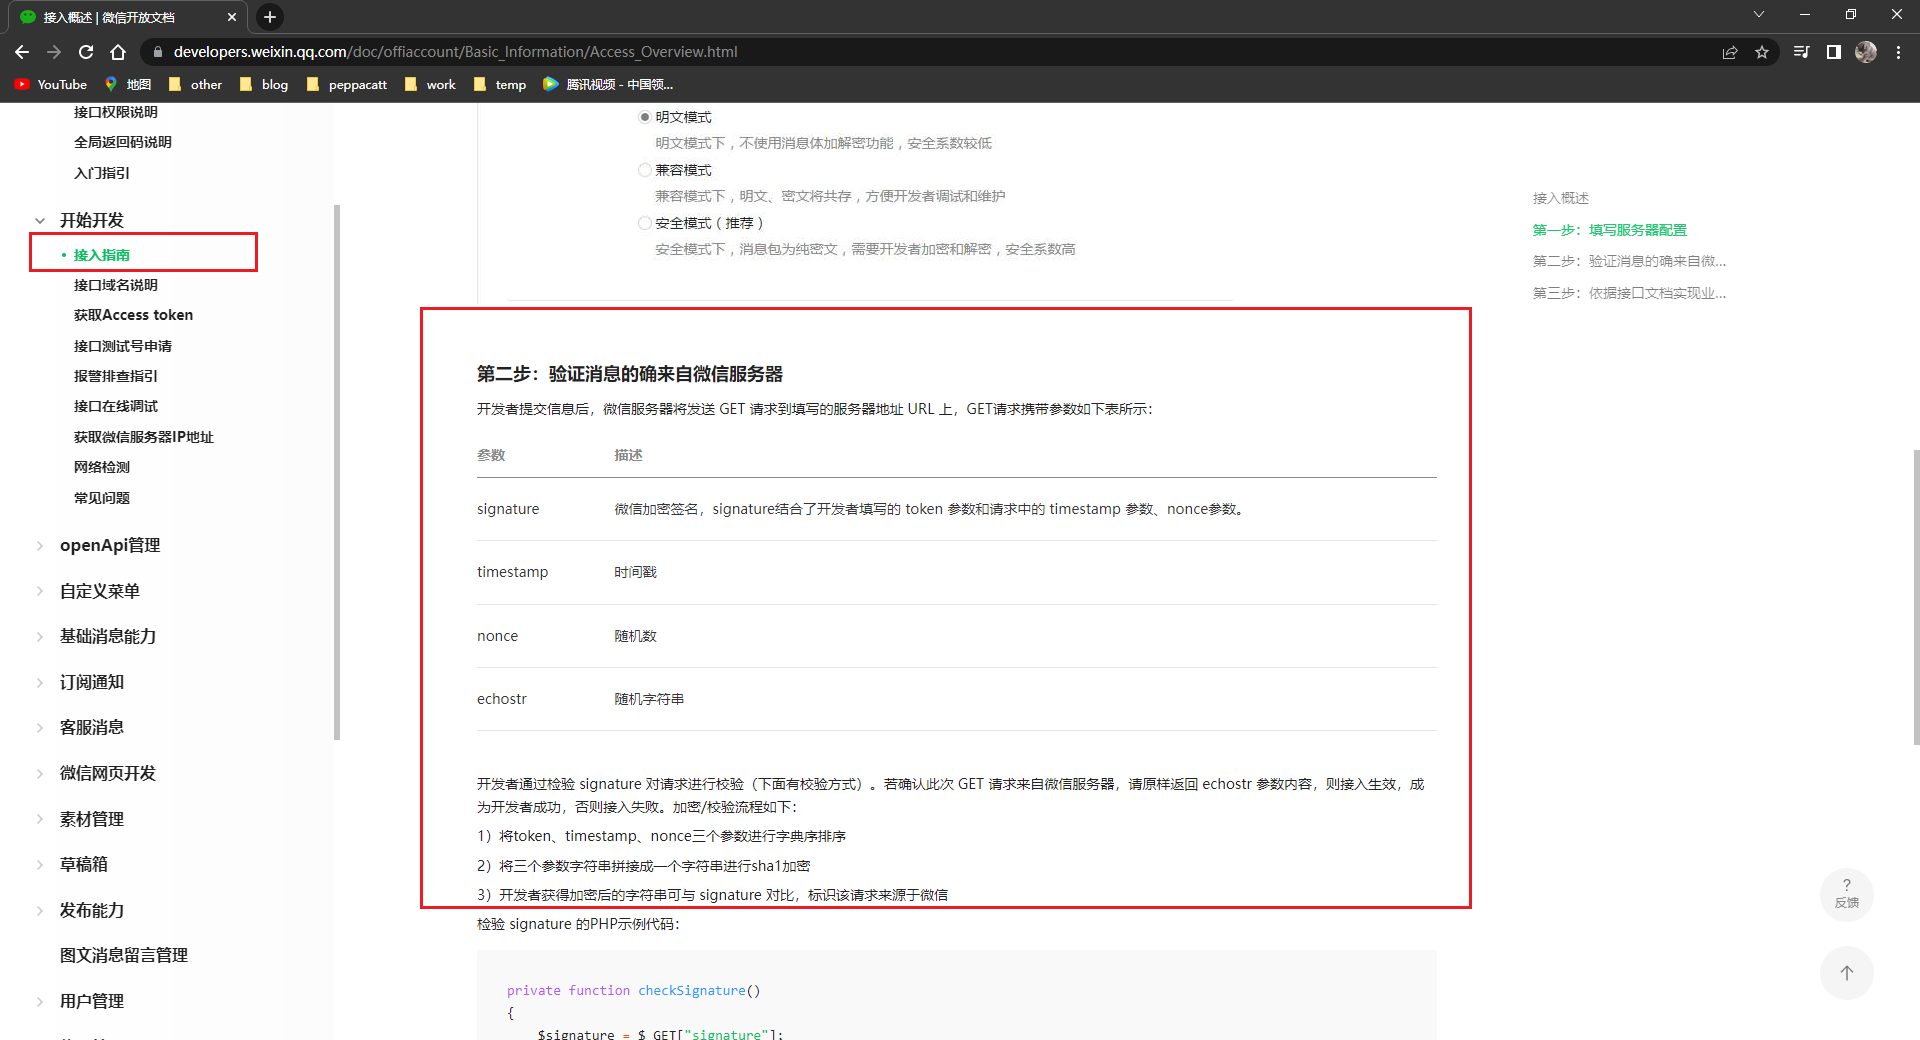 接入概述 | 微信开放文档
developers.weixin.qq.com/doc/offiaccount/Basic_Information/Access_Overview.html
YouTube
地图
other
blog
peppacatt
work
temp
腾讯视频 - 中国领...
接口权限说明
全局返回码说明
入门指引
开始开发
接入指南
接口域名说明
获取Access token
接口测试号申请
报警排查指引
接口在线调试
获取微信服务器IP地址
网络检测
常见问题
openApi管理
自定义菜单
基础消息能力
订阅通知
客服消息
微信网页开发
素材管理
草稿箱
发布能力
图文消息留言管理
用户管理
明文模式
明文模式下，不使用消息体加解密功能，安全系数较低
兼容模式
兼容模式下，明文、密文将共存，方便开发者调试和维护
安全模式（推荐）
安全模式下，消息包为纯密文，需要开发者加密和解密，安全系数高
第二步：验证消息的确来自微信服务器
开发者提交信息后，微信服务器将发送 GET 请求到填写的服务器地址 URL 上，GET请求携带参数如下表所示：
参数 描述
signature 微信加密签名，signature结合了开发者填写的 token 参数和请求中的 timestamp 参数、nonce参数。
timestamp 时间戳
nonce 随机数
echostr 随机字符串
开发者通过检验 signature 对请求进行校验（下面有校验方式）。若确认此次 GET 请求来自微信服务器，请原样返回 echostr 参数内容，则接入生效，成
为开发者成功，否则接入失败。加密/校验流程如下：
1）将token、timestamp、nonce三个参数进行字典序排序
2）将三个参数字符串拼接成一个字符串进行sha1加密
3）开发者获得加密后的字符串可与 signature 对比，标识该请求来源于微信
检验 signature 的PHP示例代码：
private function checkSignature()
{
$signature = $_GET["signature"];
接入概述
第一步：填写服务器配置
第二步：验证消息的确来自微...
第三步：依据接口文档实现业...
?
反馈